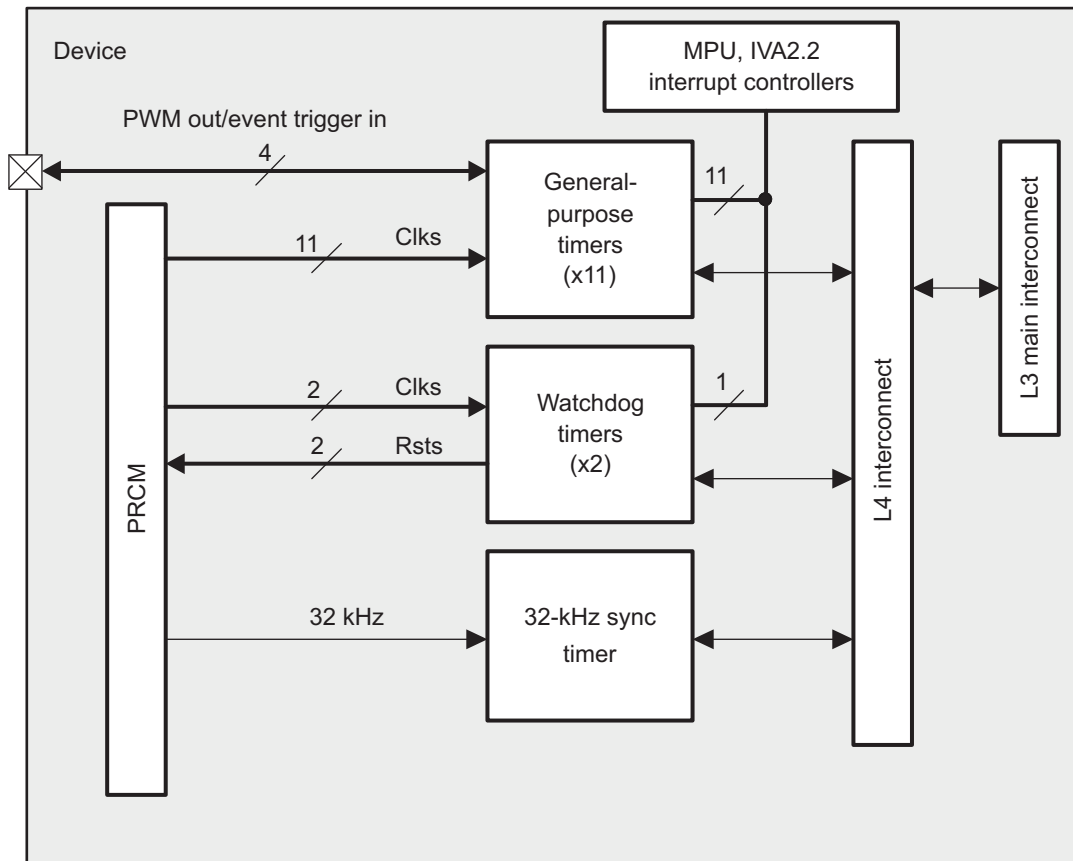 Device
MPU, IVA2.2
interrupt controllers
PWM out/event trigger in
4
General-
purpose
timers
(x11)
11
11
Clks
2
Clks
Watchdog
timers
(x2)
1
2
Rsts
32 kHz
32-kHz sync
timer
PRCM
L4 interconnect
L3 main interconnect